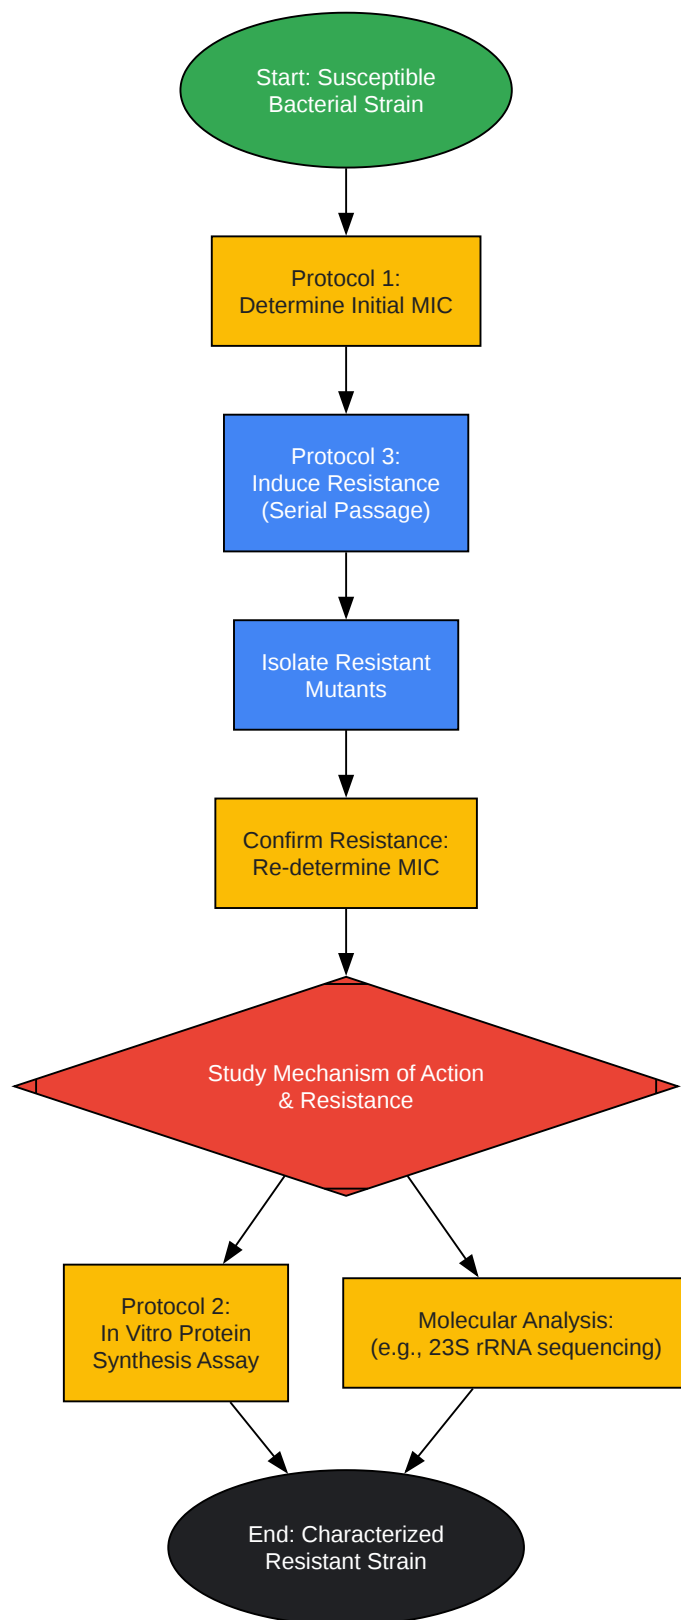 Start: Susceptible
Bacterial Strain
Protocol 1:
Determine Initial MIC
Protocol 3:
Induce Resistance
(Serial Passage)
Isolate Resistant
Mutants
Confirm Resistance:
Re-determine MIC
Study Mechanism of Action
& Resistance
Protocol 2:
In Vitro Protein
Synthesis Assay
Molecular Analysis:
(e.g., 23S rRNA sequencing)
End: Characterized
Resistant Strain